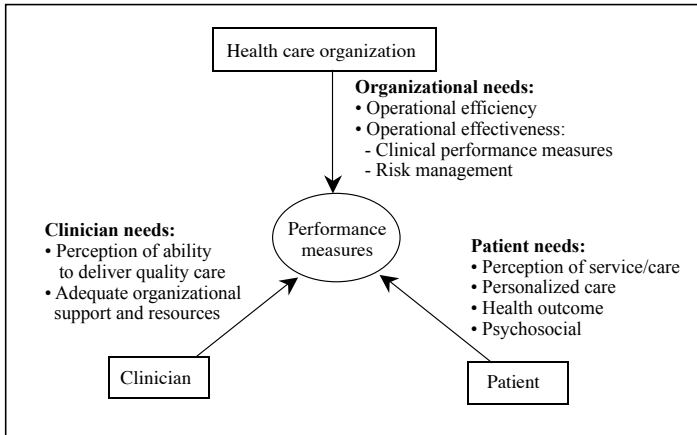 Health care organization
Organizational needs:
• Operational efficiency
• Operational effectiveness:
- Clinical performance measures
- Risk management
Performance
measures
Clinician needs:
• Perception of ability
to deliver quality care
• Adequate organizational
support and resources
Patient needs:
• Perception of service/care
• Personalized care
• Health outcome
• Psychosocial
Clinician
Patient